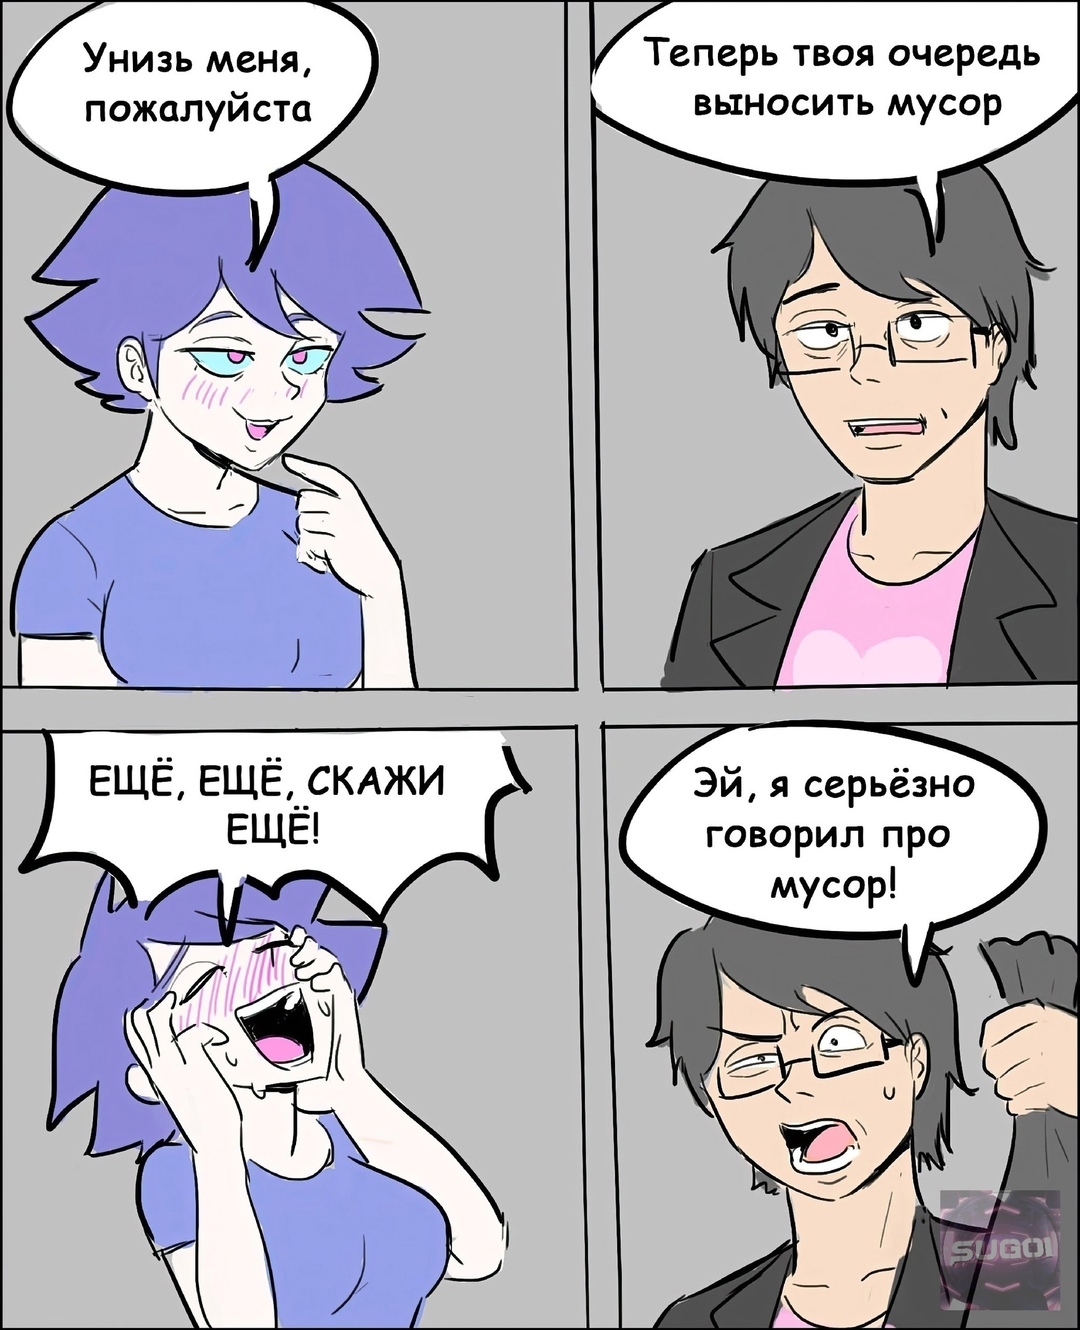 Унизь меня,
пожалуйста
Теперь твоя очередь
выносить мусор
ЕЩЁ, ЕЩЁ, СКАЖИ
ЕЩЁ!
Эй, я серьёзно
говорил про
мусор!
SUGOI